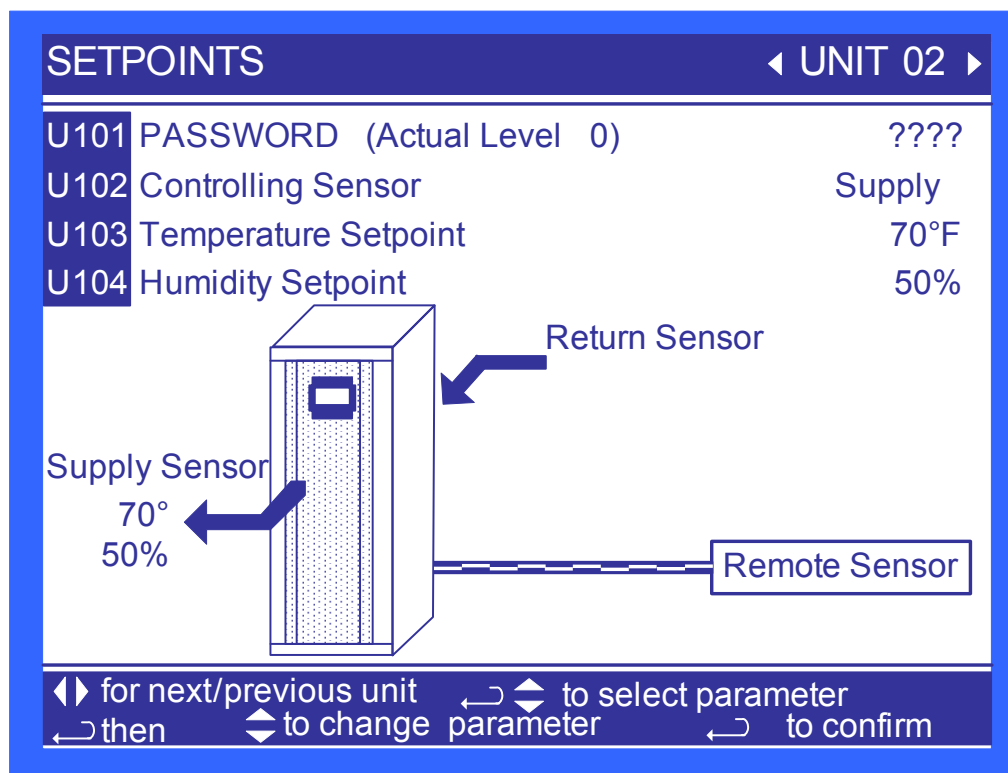 SETPOINTS UNIT 02
U101 PASSWORD (Actual Level 0) ????
U102 Controlling Sensor Supply
U103 Temperature Setpoint 70°F
U104 Humidity Setpoint 50%
Return Sensor
Supply Sensor
70°
50%
Remote Sensor
for next/previous unit to select parameter
then to change parameter to confirm